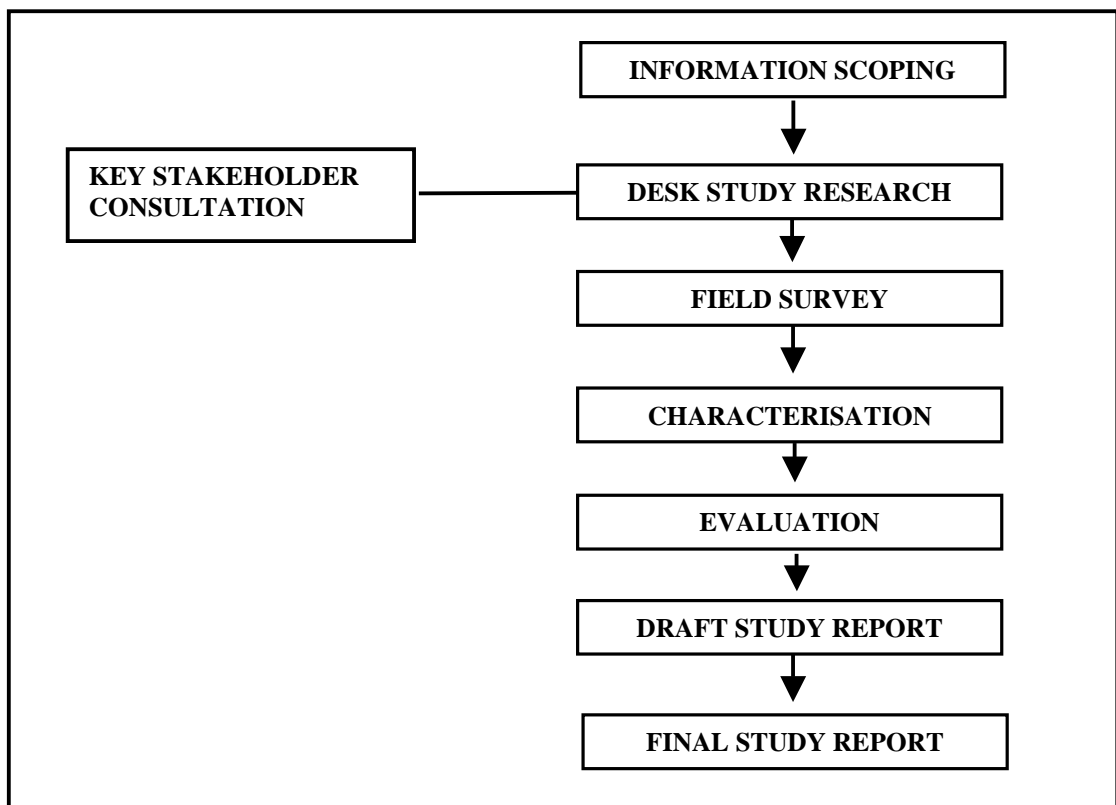 INFORMATION SCOPING
KEY STAKEHOLDER
CONSULTATION
DESK STUDY RESEARCH
FIELD SURVEY
CHARACTERISATION
EVALUATION
DRAFT STUDY REPORT
FINAL STUDY REPORT